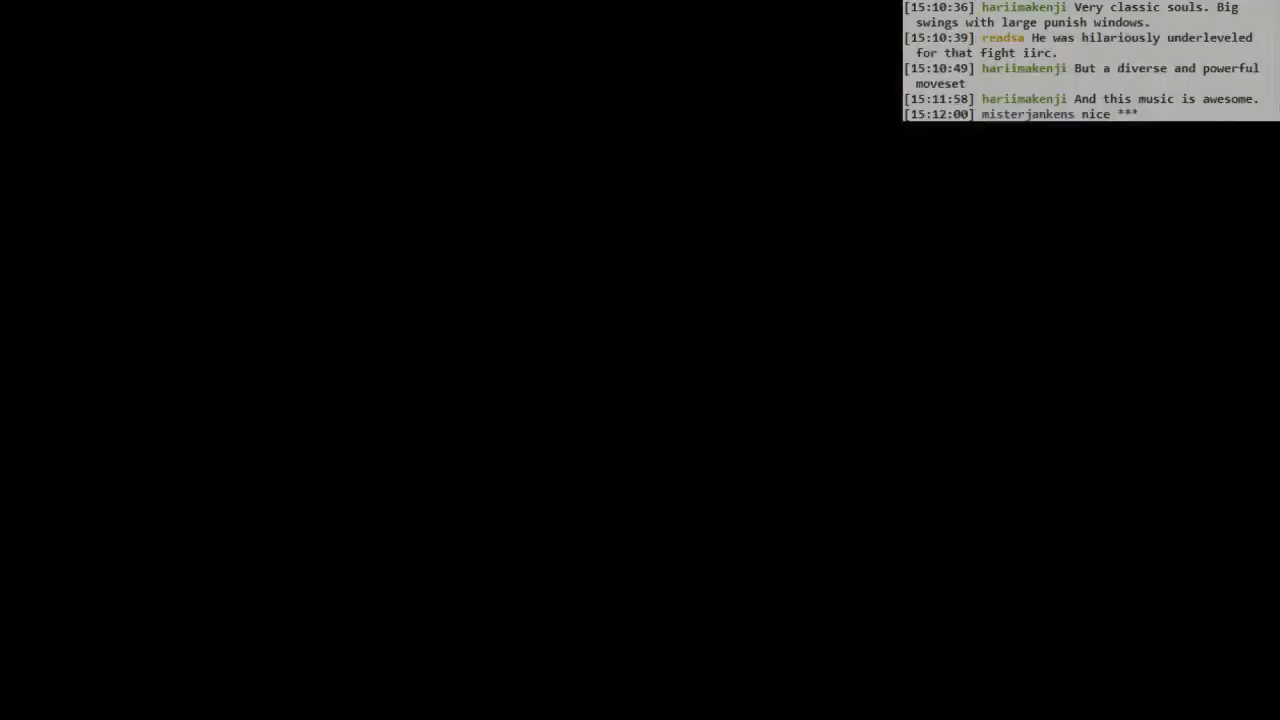 [15:10:36] hariimakenji Very classic souls. Big
swings with large punish windows.
[15:10:39] readsa He was hilariously underleveled
for that fight iirc.
[15:10:49] hariimakenji But a diverse and powerful
moveset
[15:11:58] hariimakenji And this music is awesome.
[15:12:00] misterjankens nice ***